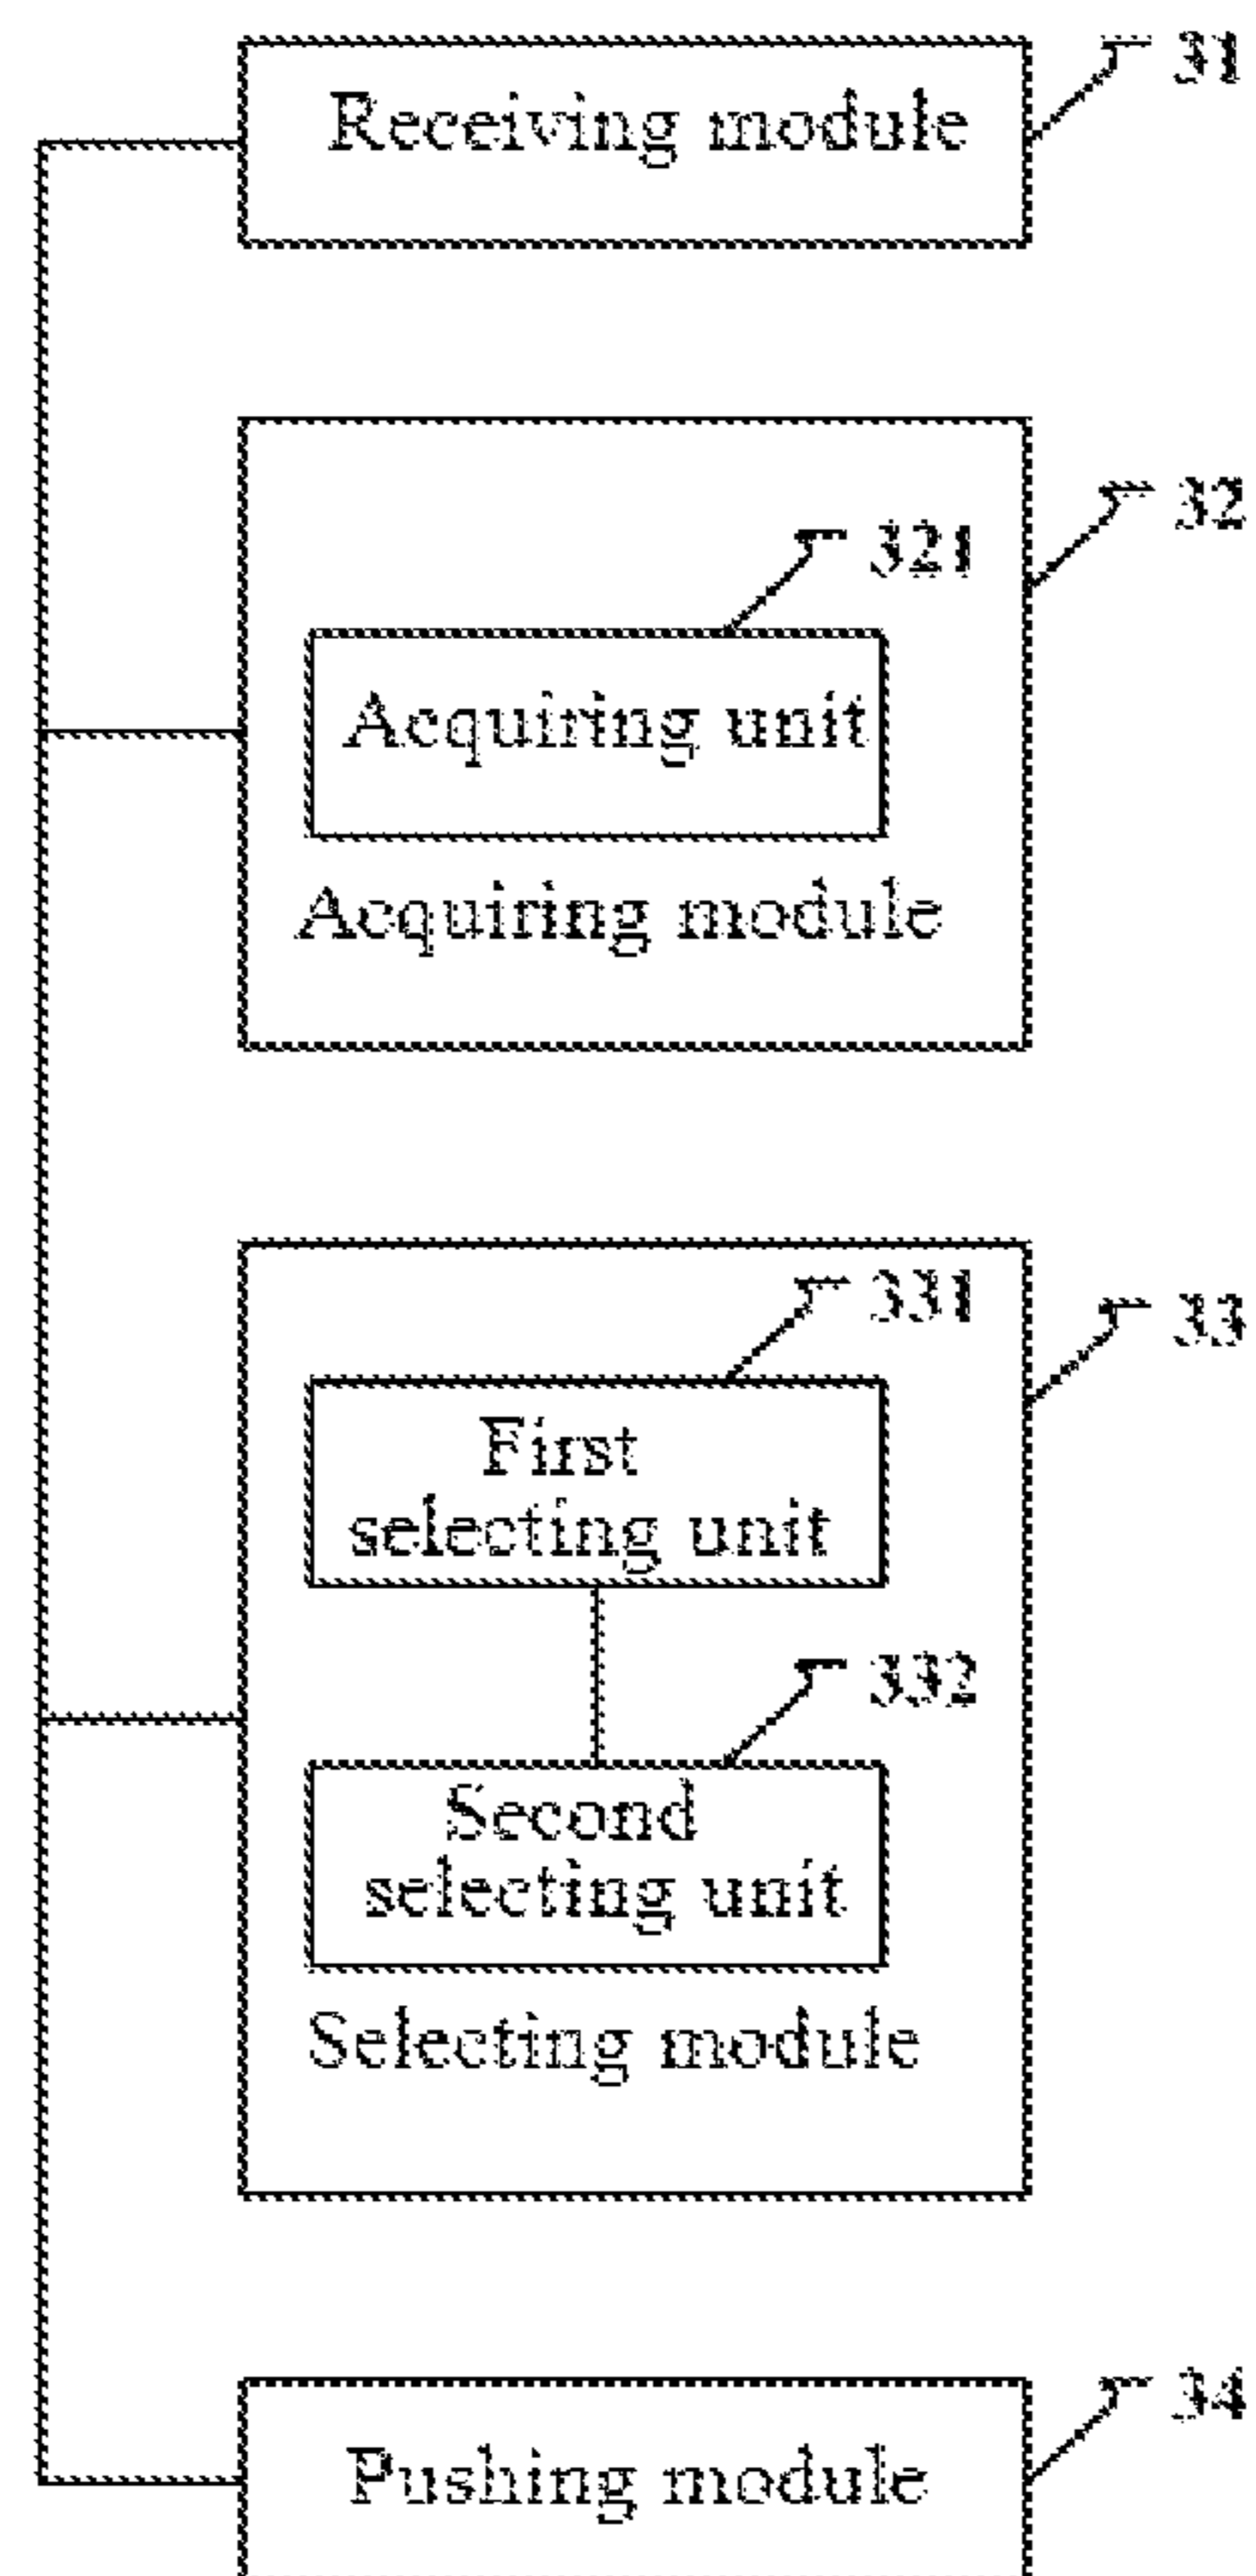 31
Receiving module
32
321
Acquiring unit
Acquiring module
331
33
First
selecting unit
332
Second
selecting unit
Selecting module
34
Pushing module